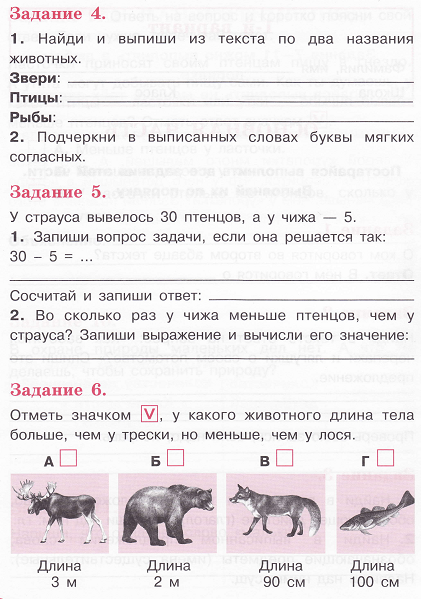 Задание 4.
1. Найди и выпиши из текста по два названия
животных.
Звери:
Птицы:
Рыбы:
2. Подчеркни в выписанных словах буквы мягких
согласных.
Задание 5.
У страуса вывелось 30 птенцов, а у чижа — 5.
1. Запиши вопрос задачи, если она решается так:
30 – 5 = ...
Сосчитай и запиши ответ:
2. Во сколько раз у чижа меньше птенцов, чем у
страуса? Запиши выражение и вычисли его значение:
Задание 6.
Отметь значком V, у какого животного длина тела
больше, чем у трески, но меньше, чем у лося.
А Б В Г
Длина Длина Длина Длина
3 м 2 м 90 см 100 см